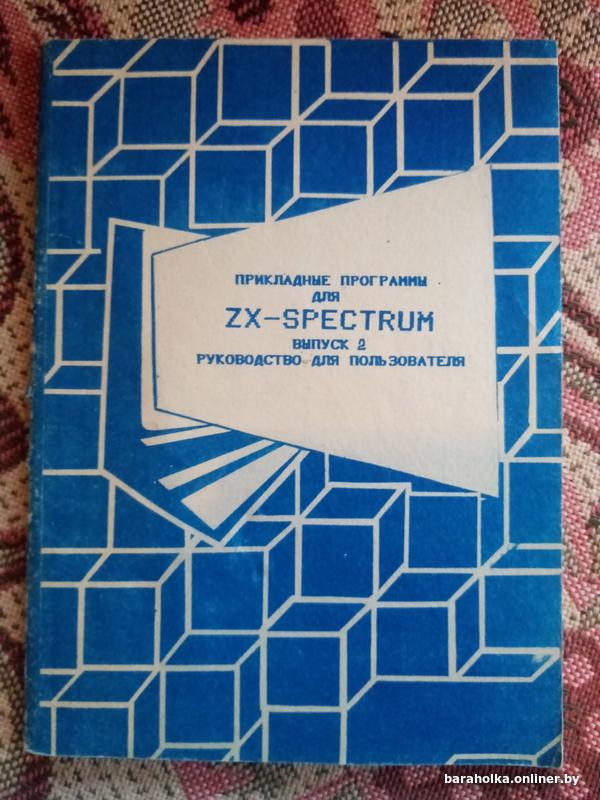 ПРИКЛАДНЫЕ ПРОГРАММЫ
ДЛЯ
ZX-SPECTRUM
ВЫПУСК 2
РУКОВОДСТВО ДЛЯ ПОЛЬЗОВАТЕЛЯ
baraholka.onliner.by